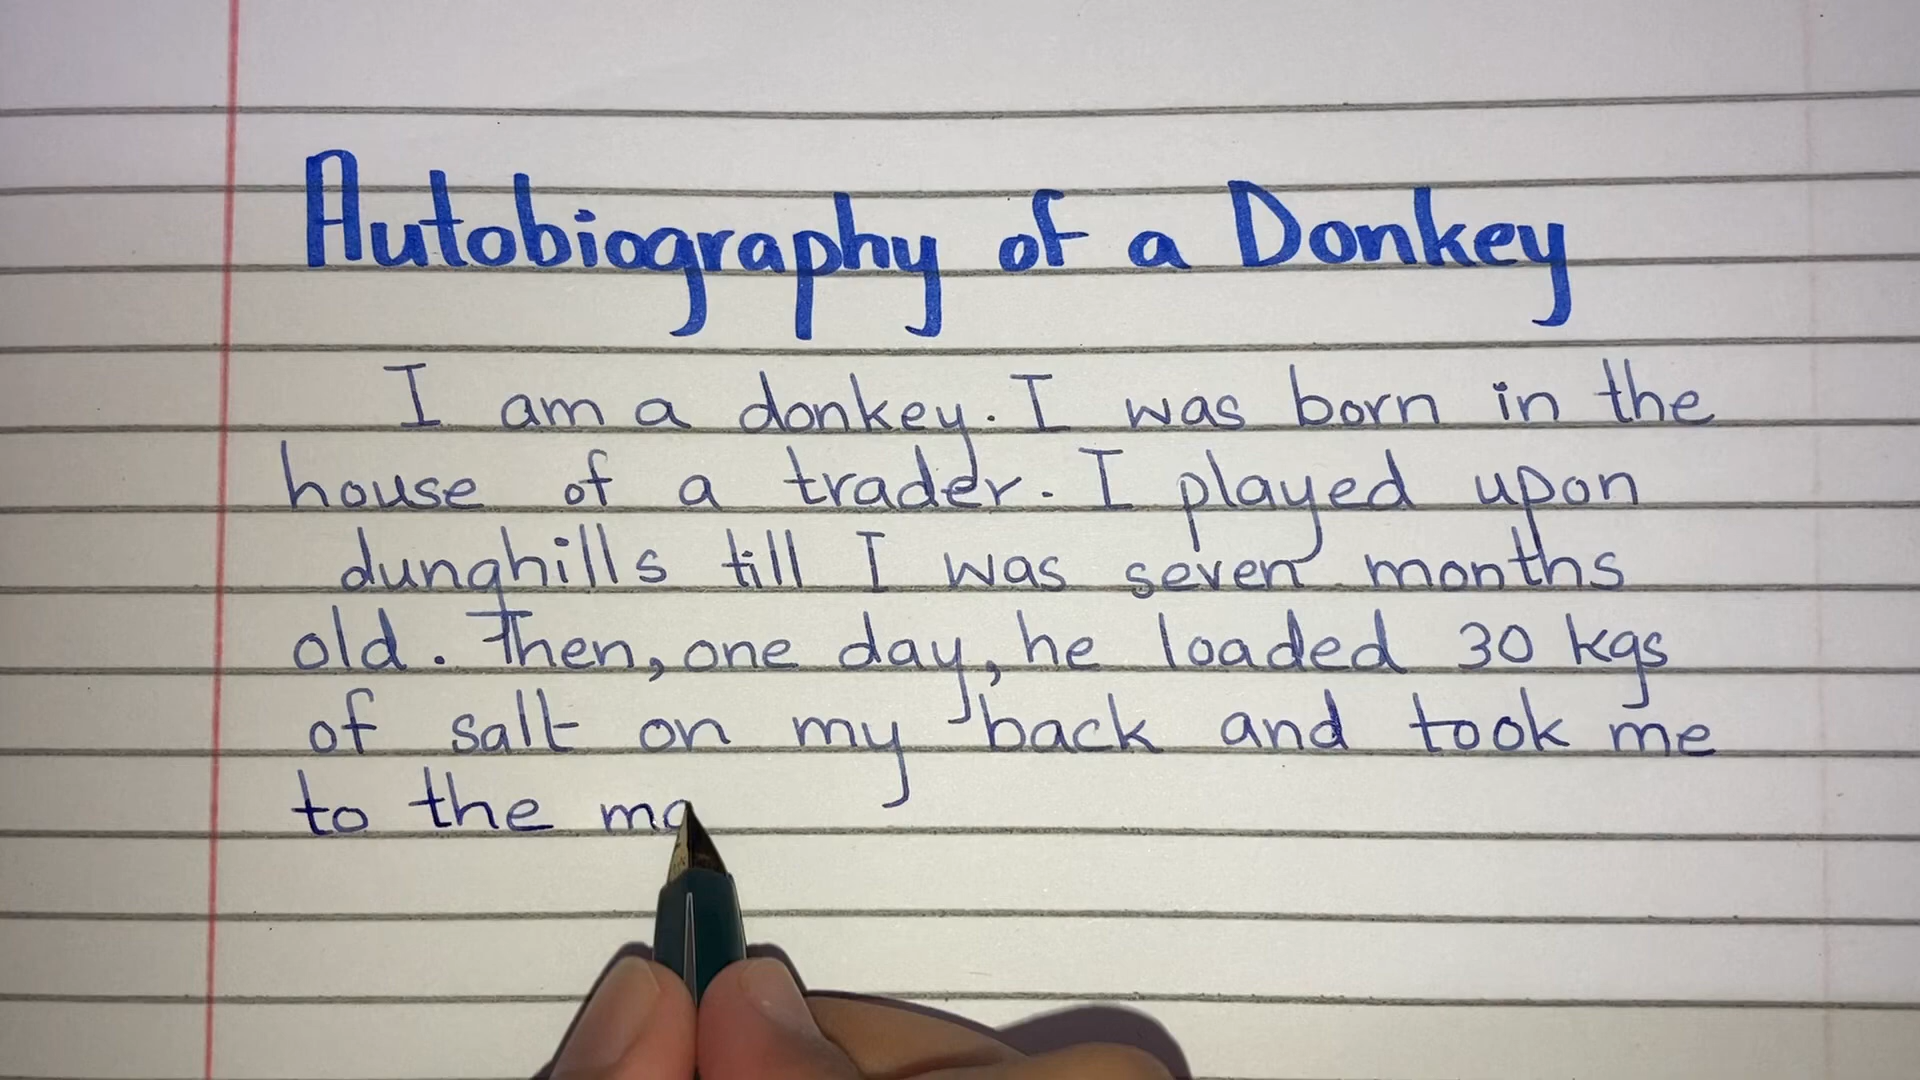 Autobiography of a Donkey
I am a donkey. I was born in the
house of a trader. I played upon
dunghills till I was seven months
old. Then, one day, he loaded 30 kgs
of salt on my back and took me
to the